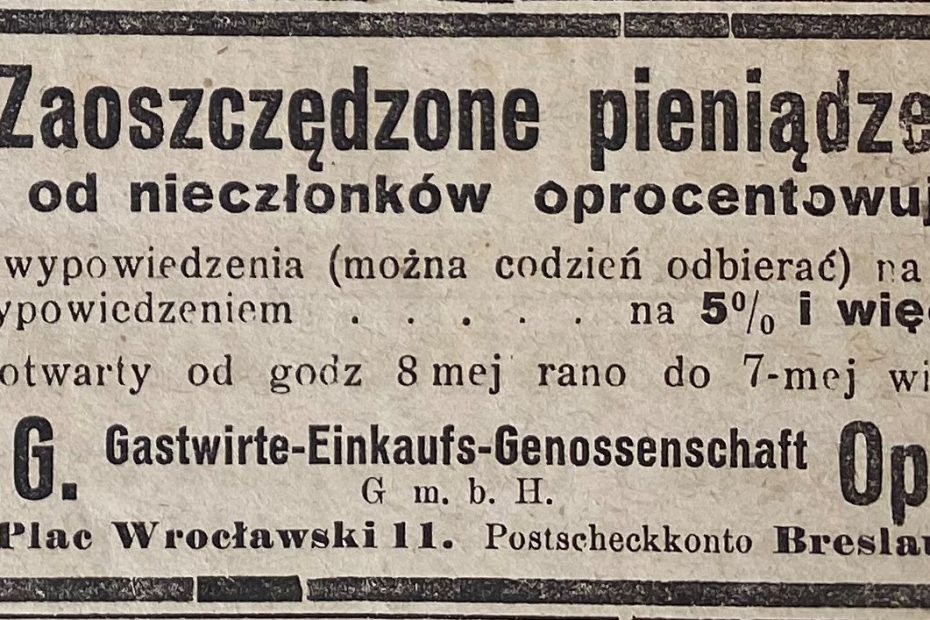 Zaoszczędzone pieniądze
od nieczłonków oprocentowuj
wypowiedzenia (można codzień odbierać) na
ypowiedzeniem . . . . . na 5% i więc
otwarty od godz 8 mej rano do 7-mej wi
G. Gastwirte-Einkaufs-Genossenschaft Op
G m. b. H.
Plac Wrocławski 11. Postscheckkonto Breslau